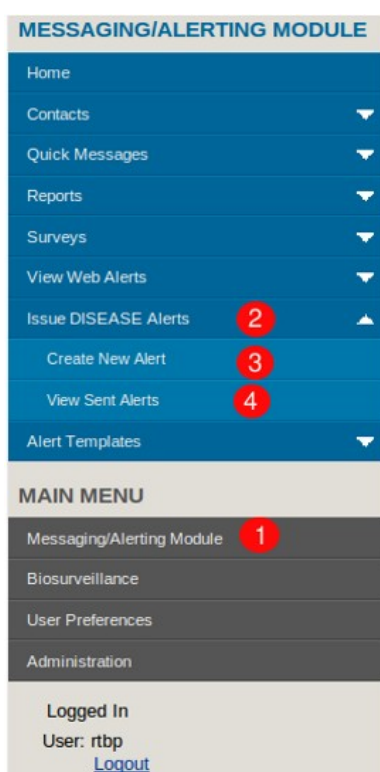 MESSAGING/ALERTING MODULE
Home
Contacts
Quick Messages
Reports
Surveys
View Web Alerts
Issue DISEASE Alerts 2
Create New Alert 3
View Sent Alerts 4
Alert Templates
MAIN MENU
Messaging/Alerting Module 1
Biosurveillance
User Preferences
Administration
Logged In
User: rtbp
Logout